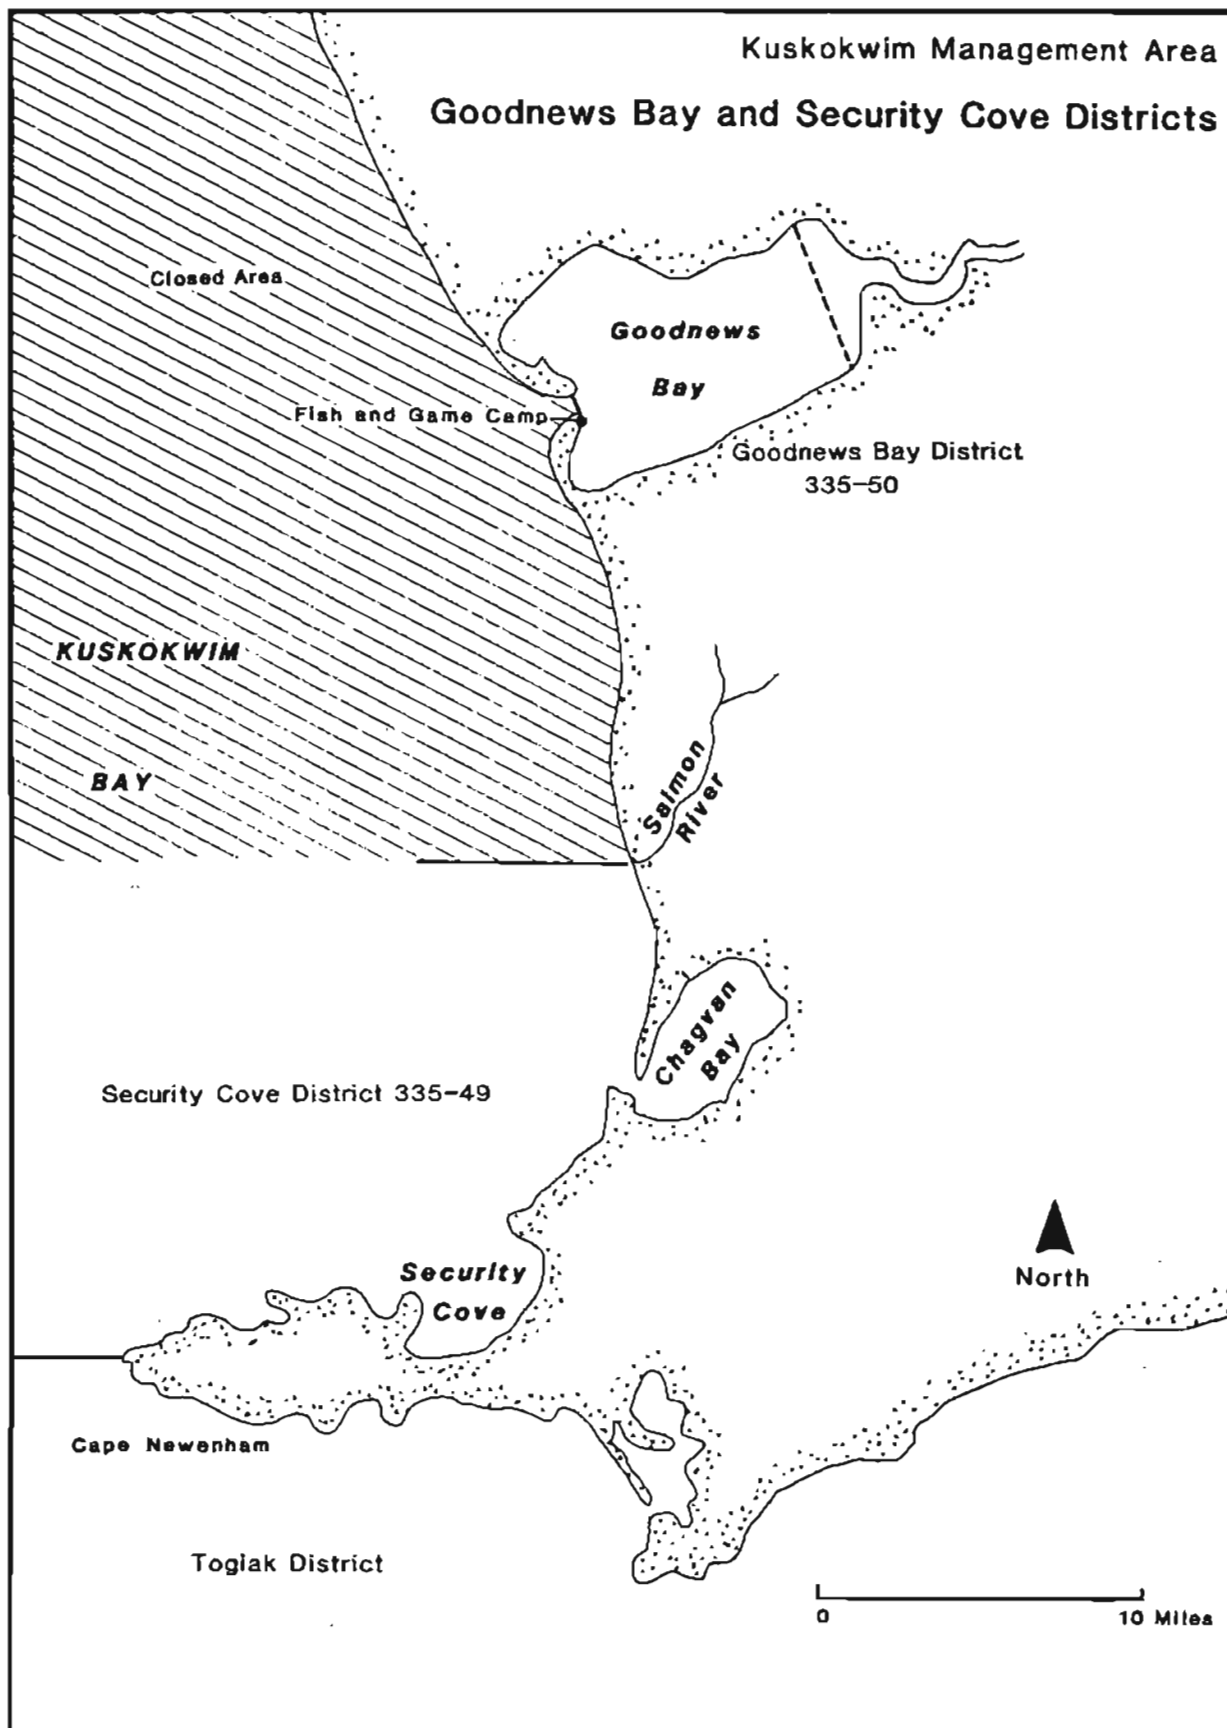 Kuskokwim Management Area
Goodnews Bay and Security Cove Districts
Closed Area
Goodnews
Bay
Fish and Game Camp
Goodnews Bay District
335-50
KUSKOKWIM
BAY
Salmon
River
Chagvan
Bay
Security Cove District 335-49
Security
Cove
North
Cape Newenham
Togiak District
0
10 Miles